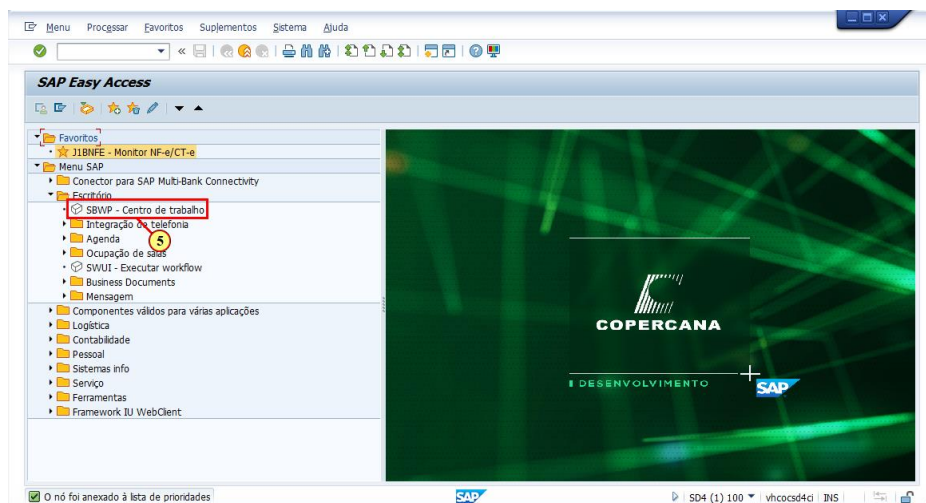 Menu Processar Favoritos Suplementos Sistema Ajuda
SAP Easy Access
Favoritos
J1BNFE - Monitor NF-e/CT-e
Menu SAP
Conector para SAP Multi-Bank Connectivity
Escritório
SBWP - Centro de trabalho
Integração de telefonia
Agenda
5
Ocupação de salas
SWUI - Executar workflow
Business Documents
Mensagem
Componentes válidos para várias aplicações
Logística
Contabilidade
Pessoal
Sistemas info
Serviço
Ferramentas
Framework IU WebClient
COPERCANA
DESENVOLVIMENTO
SAP
O nó foi anexado à lista de prioridades
SAP
SD4 (1) 100 vhcocsd4ci INS